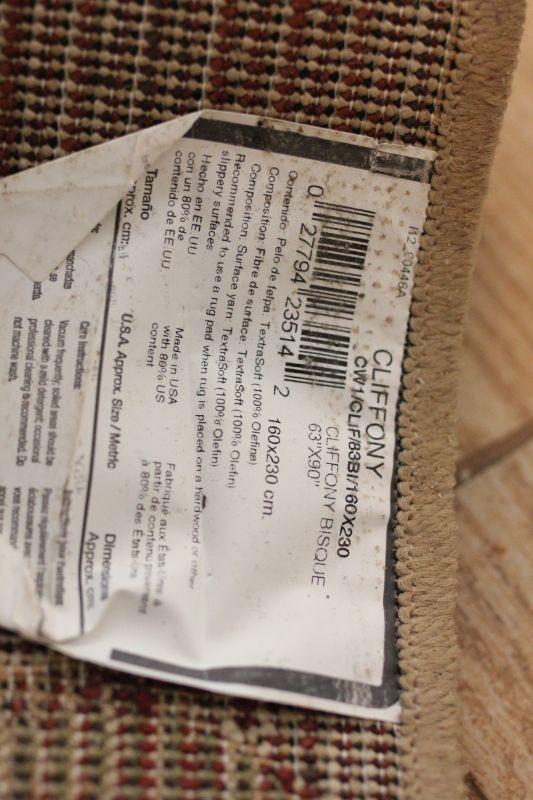 112 00446A
CLIFFONY
CW1/CLIF/83BI/160X230
CLIFFONY BISQUE
63"X90"
0 27794 23514 2 160x230 cm.
Contenido: Pelo de felpa: TextraSoft (100% Olefina)
Composition: Fibre de surface: TextraSoft (100% Olefin)
Composition: Surface yarn: TextraSoft (100% Olefin)
Recommended to use a rug pad when rug is placed on a hardwood or other
slippery surfaces.
Hecho en EE.UU
con un 80% de
contenido de EE.UU.
Made in USA
with 80% US
content
Fabriqué aux États-Unis à
partir de contenu provenant
à 80% des États-Unis
Tamaño
U.S.A. Approx. Size / Metric
Approx.
Care Instructions:
Vacuum frequently; soiled areas should be
cleaned with a mild detergent; occasional
professional cleaning is recommended. Do
not machine wash.
manchadas
se